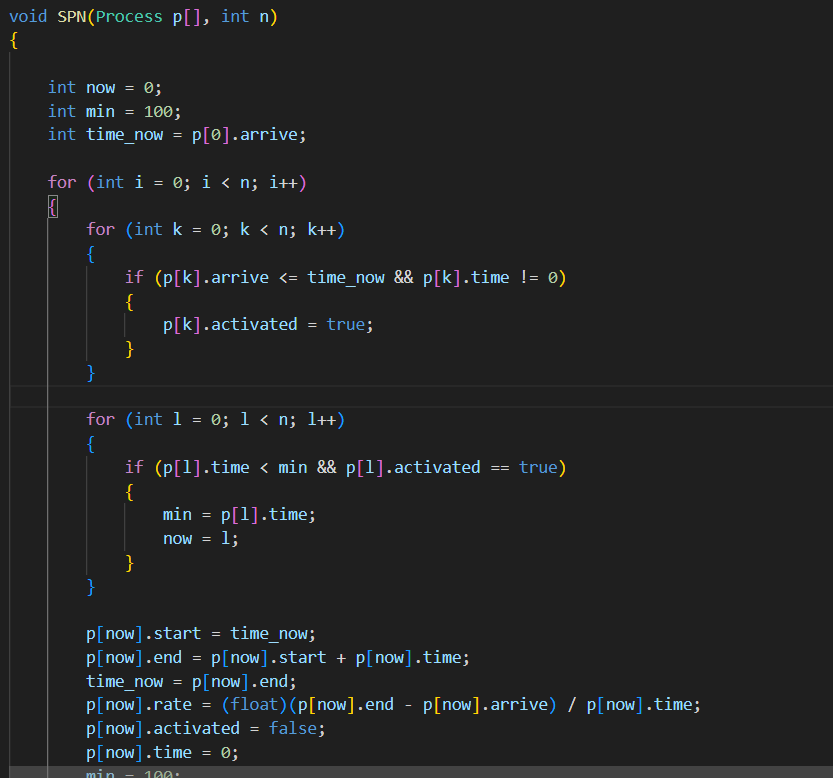 void SPN(Process p[], int n)
{
int now = 0;
int min = 100;
int time_now = p[0].arrive;
for (int i = 0; i < n; i++)
{
for (int k = 0; k < n; k++)
{
if (p[k].arrive <= time_now && p[k].time != 0)
{
p[k].activated = true;
}
}
for (int l = 0; l < n; l++)
{
if (p[l].time < min && p[l].activated == true)
{
min = p[l].time;
now = l;
}
}
p[now].start = time_now;
p[now].end = p[now].start + p[now].time;
time_now = p[now].end;
p[now].rate = (float)(p[now].end - p[now].arrive) / p[now].time;
p[now].activated = false;
p[now].time = 0;
min = 100;